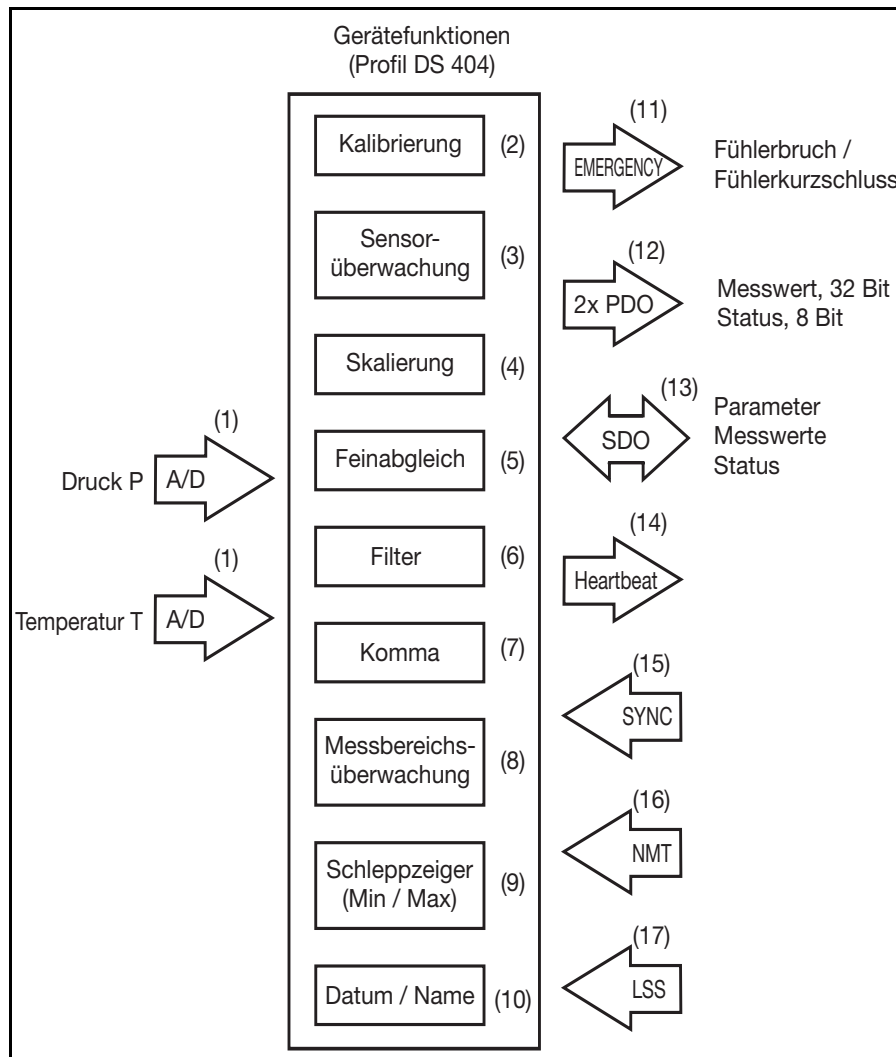 Gerätefunktionen
(Profil DS 404)
Kalibrierung
(2)
Sensor-
überwachung
(3)
Skalierung
(4)
Feinabgleich
(5)
Filter
(6)
Komma
(7)
Messbereichs-
überwachung
(8)
Schleppzeiger
(Min / Max)
(9)
Datum / Name
(10)
(1)
Druck P
A/D
(1)
Temperatur T
A/D
(11)
EMERGENCY
Fühlerbruch /
Fühlerkurzschluss
(12)
2x PDO
Messwert, 32 Bit
Status, 8 Bit
(13)
SDO
Parameter
Messwerte
Status
(14)
Heartbeat
(15)
SYNC
(16)
NMT
(17)
LSS